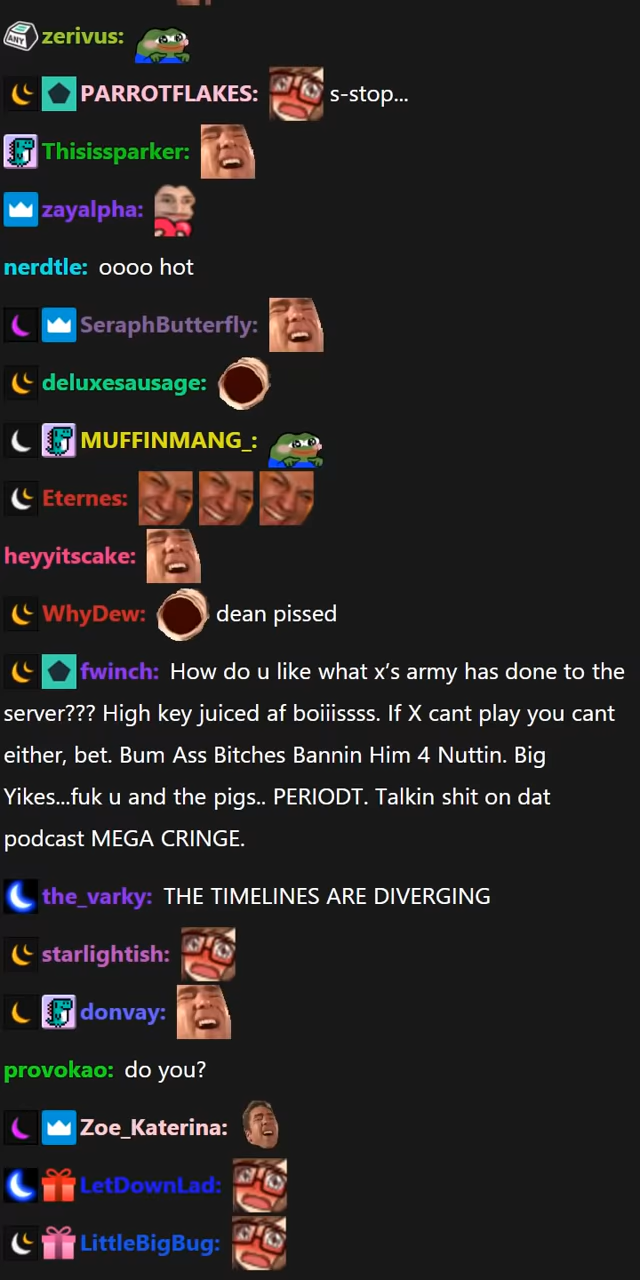 ANY zerivus:
PARROTFLAKES: s-stop...
Thisissparker:
zayalpha:
nerdtle: oooo hot
SeraphButterfly:
deluxesausage:
MUFFINMANG_:
Eternes:
heyyitscake:
WhyDew: dean pissed
fwinch: How do u like what x’s army has done to the
server??? High key juiced af boiiissss. If X cant play you cant
either, bet. Bum Ass Bitches Bannin Him 4 Nuttin. Big
Yikes...fuk u and the pigs.. PERIODT. Talkin shit on dat
podcast MEGA CRINGE.
the_varky: THE TIMELINES ARE DIVERGING
starlightish:
donvay:
provokao: do you?
Zoe_Katerina:
LetDownLad:
LittleBigBug: